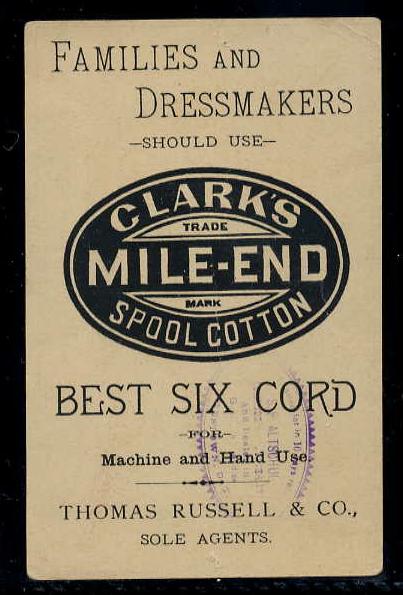 FAMILIES AND
DRESSMAKERS
—SHOULD USE—
CLARK'S
TRADE
MILE-END
MARK
SPOOL COTTON
BEST SIX CORD
—FOR—
Machine and Hand Use.
THOMAS RUSSELL & CO.,
SOLE AGENTS.